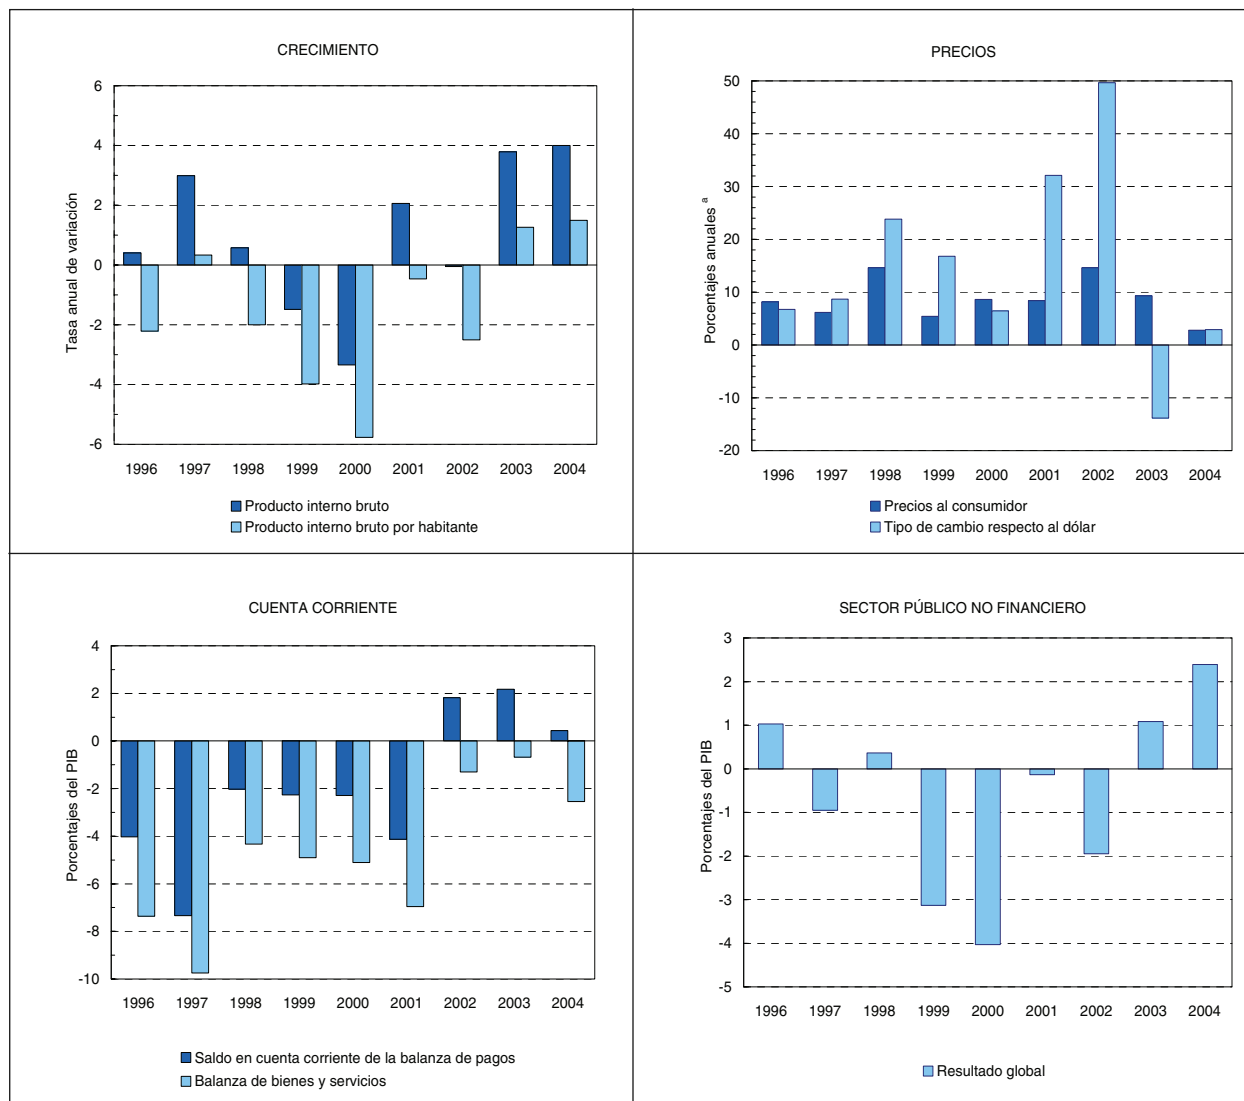 CRECIMIENTO
6
4
2
0
-2
-4
-6
Tasa anual de variación
1996 1997 1998 1999 2000 2001 2002 2003 2004
Producto interno bruto
Producto interno bruto por habitante
PRECIOS
50
40
30
20
10
0
-10
-20
Porcentajes anuales ª
1996 1997 1998 1999 2000 2001 2002 2003 2004
Precios al consumidor
Tipo de cambio respecto al dólar
CUENTA CORRIENTE
4
2
0
-2
-4
-6
-8
-10
Porcentajes del PIB
1996 1997 1998 1999 2000 2001 2002 2003 2004
Saldo en cuenta corriente de la balanza de pagos
Balanza de bienes y servicios
SECTOR PÚBLICO NO FINANCIERO
3
2
1
0
-1
-2
-3
-4
-5
Porcentajes del PIB
1996 1997 1998 1999 2000 2001 2002 2003 2004
Resultado global